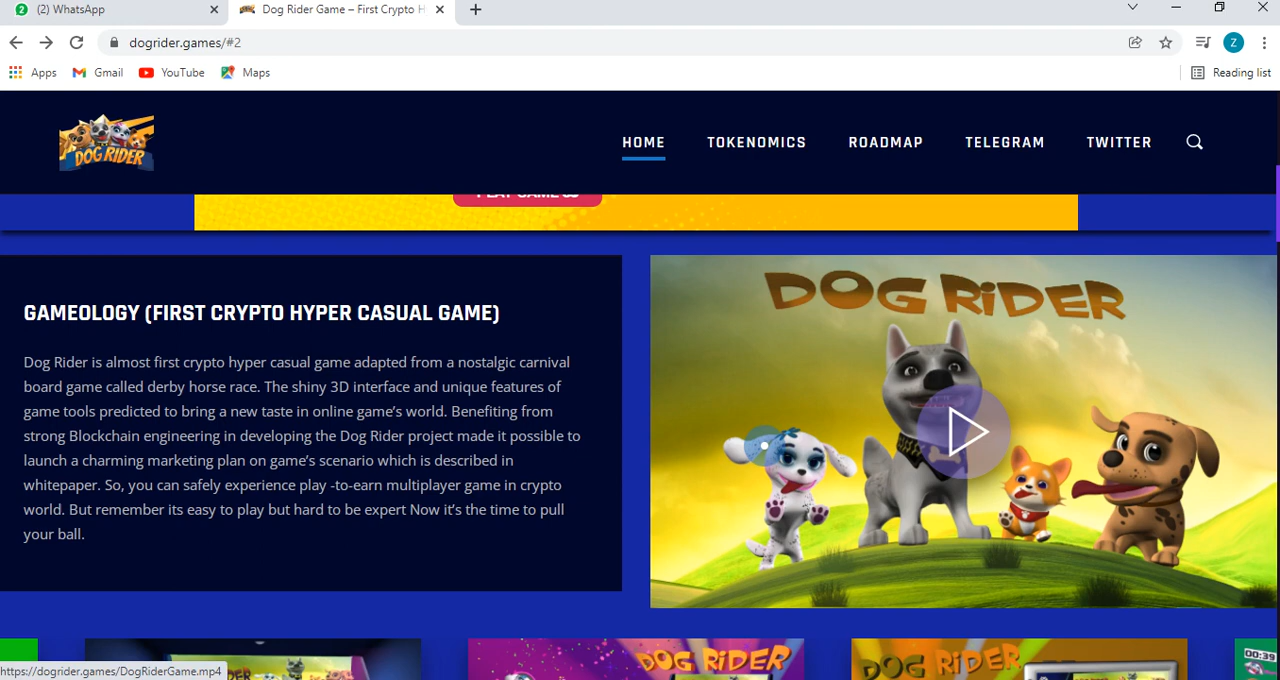 (2) WhatsApp
Dog Rider Game – First Crypto H
dogrider.games/#2
Z
Apps Gmail YouTube Maps Reading list
DOG RIDER
HOME TOKENOMICS ROADMAP TELEGRAM TWITTER
PLAY GAME
DOG RIDER
GAMEOLOGY (FIRST CRYPTO HYPER CASUAL GAME)
Dog Rider is almost first crypto hyper casual game adapted from a nostalgic carnival
board game called derby horse race. The shiny 3D interface and unique features of
game tools predicted to bring a new taste in online game's world. Benefiting from
strong Blockchain engineering in developing the Dog Rider project made it possible to
launch a charming marketing plan on game's scenario which is described in
whitepaper. So, you can safely experience play -to-earn multiplayer game in crypto
world. But remember its easy to play but hard to be expert Now it's the time to pull
your ball.
DOG RIDER
DOG RIDER
00:39
https://dogrider.games/DogRiderGame.mp4